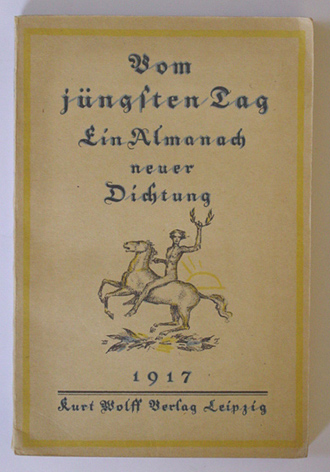 Vom
jüngsten Tag
Ein Almanach
neuer
Dichtung
1917
Kurt Wolff Verlag Leipzig